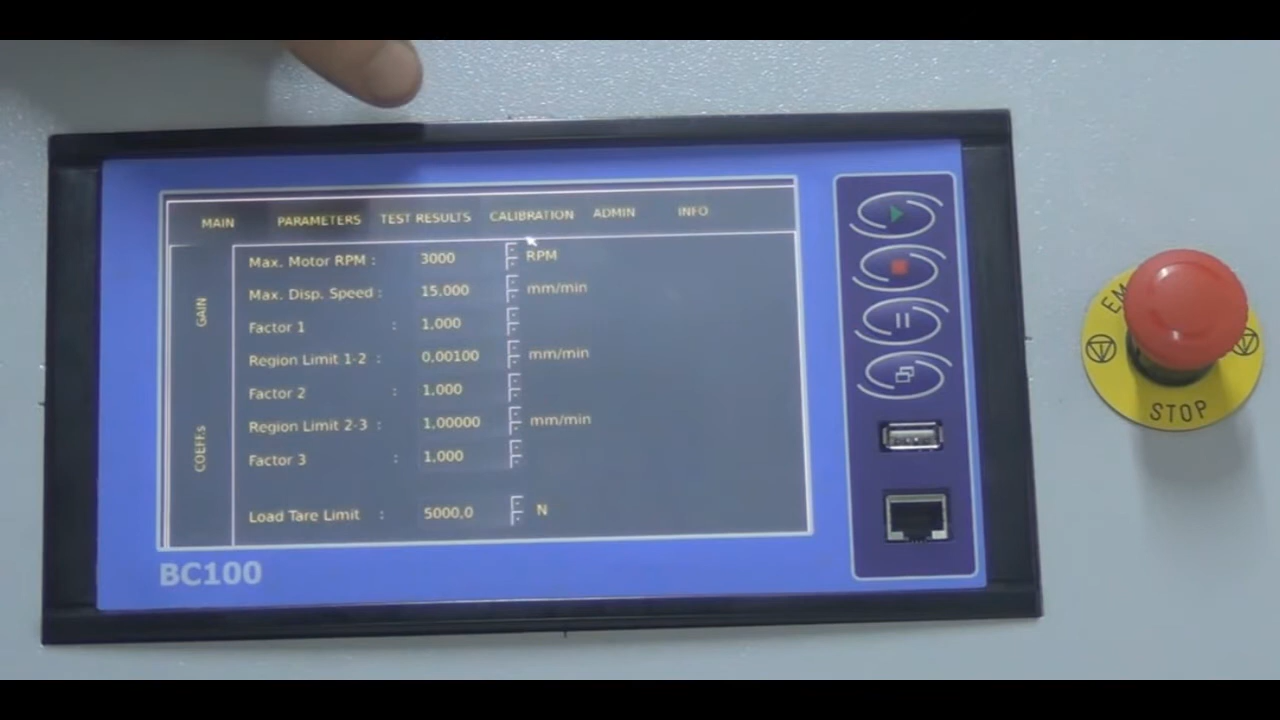 MAIN PARAMETERS TEST RESULTS CALIBRATION ADMIN INFO
GAIN
COEFF.s
Max. Motor RPM : 3000 RPM
Max. Disp. Speed : 15,000 mm/min
Factor 1 : 1,000
Region Limit 1-2 : 0,00100 mm/min
Factor 2 : 1,000
Region Limit 2-3 : 1,00000 mm/min
Factor 3 : 1,000
Load Tare Limit : 5000,0 N
BC100
STOP